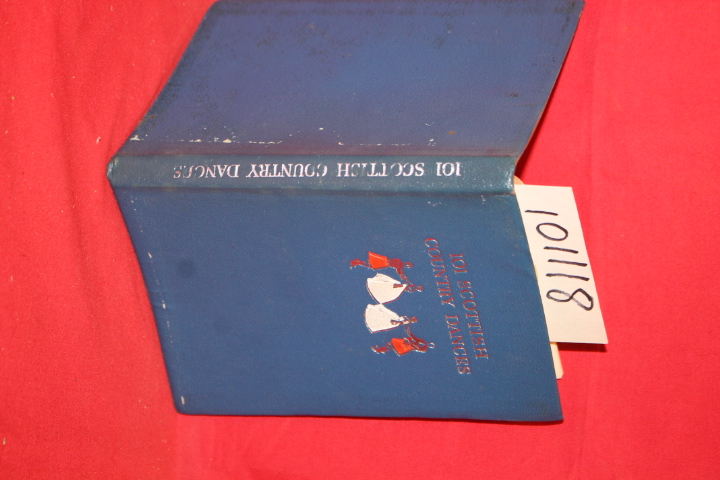 101 SCOTTISH COUNTRY DANCES
101 SCOTTISH
COUNTRY DANCES
101118